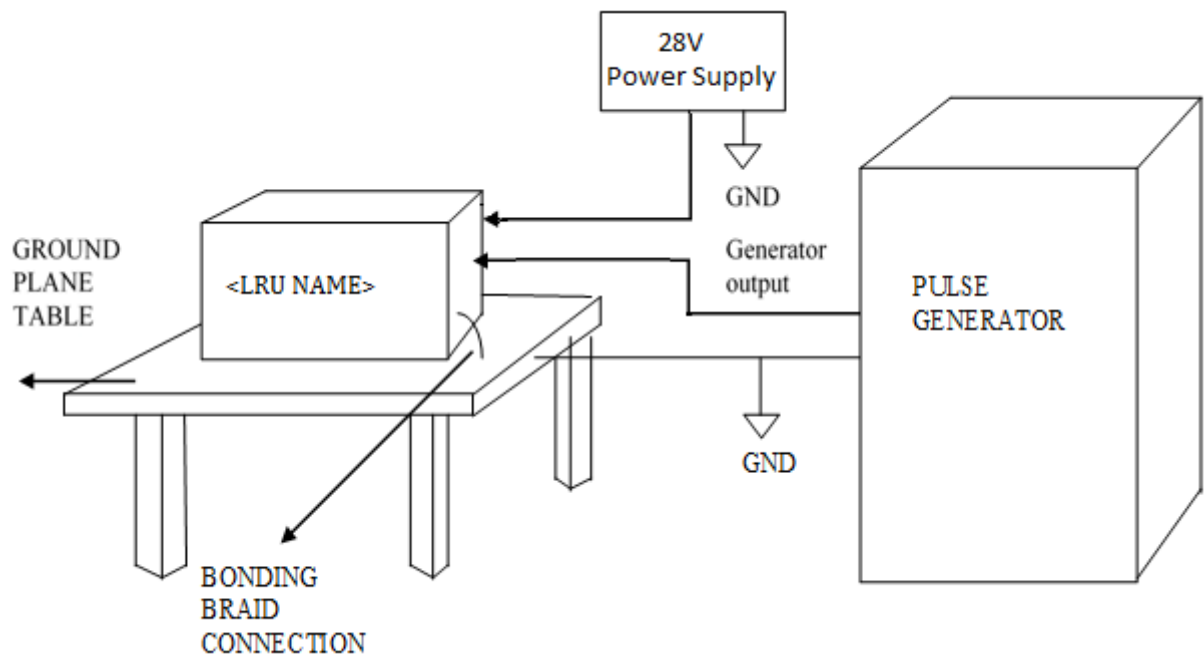 28V
Power Supply
GND
GROUND
PLANE
TABLE
<LRU NAME>
Generator
output
PULSE
GENERATOR
GND
BONDING
BRAID
CONNECTION